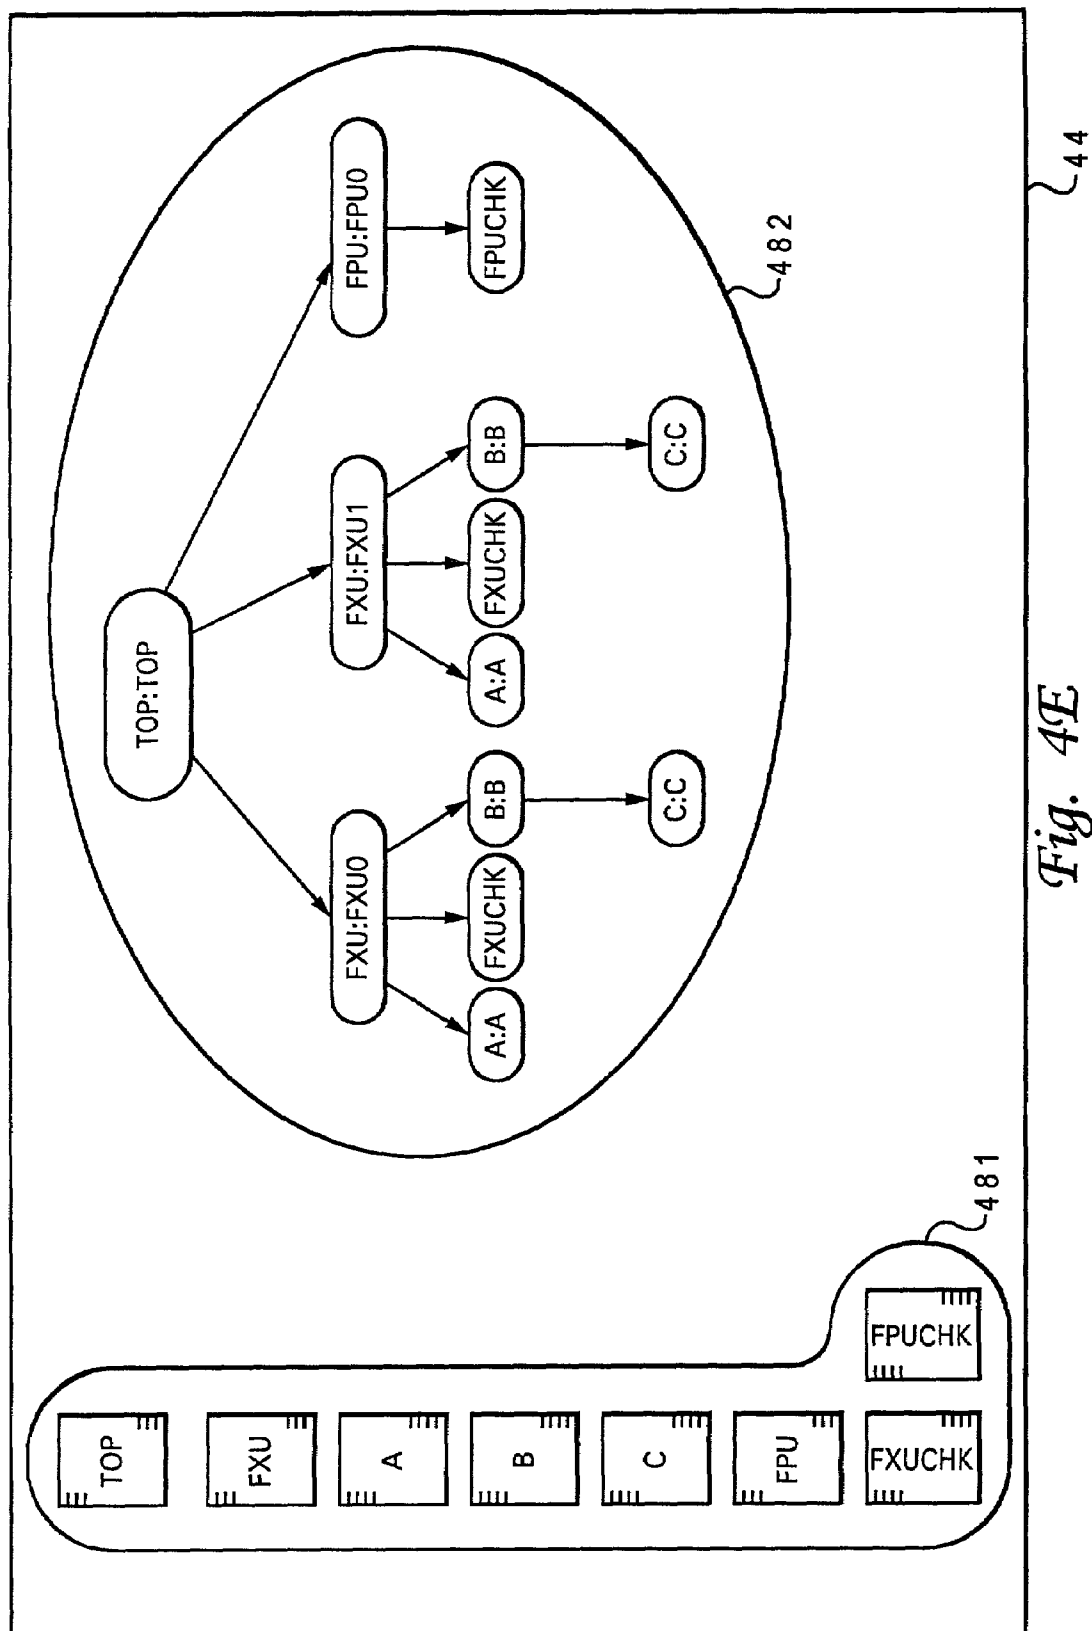 TOP
FXU
A
B
C
FPU
FXUCHK
FPUCHK
481
TOP:TOP
FXU:FXU0
FXU:FXU1
FPU:FPU0
A:A
FXUCHK
B:B
A:A
FXUCHK
B:B
FPUCHK
C:C
C:C
482
44
Fig. 4E